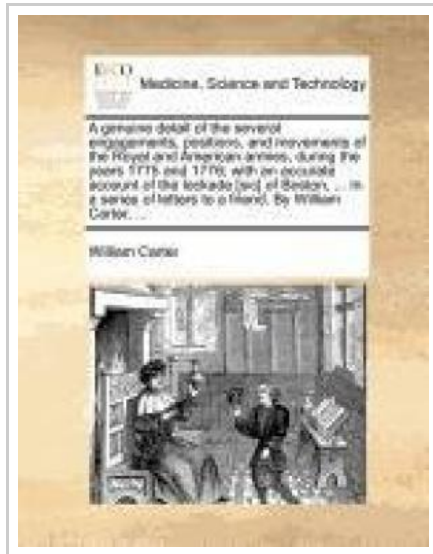 ECCO
Medicine, Science and Technology
A genuine detail of the several
engagements, positions, and movements of
the Royal and American armies, during the
years 1775 and 1776; with an accurate
account of the lockade [sic] of Boston, ... in
a series of letters to a friend. By William
Carter, ...
William Carter